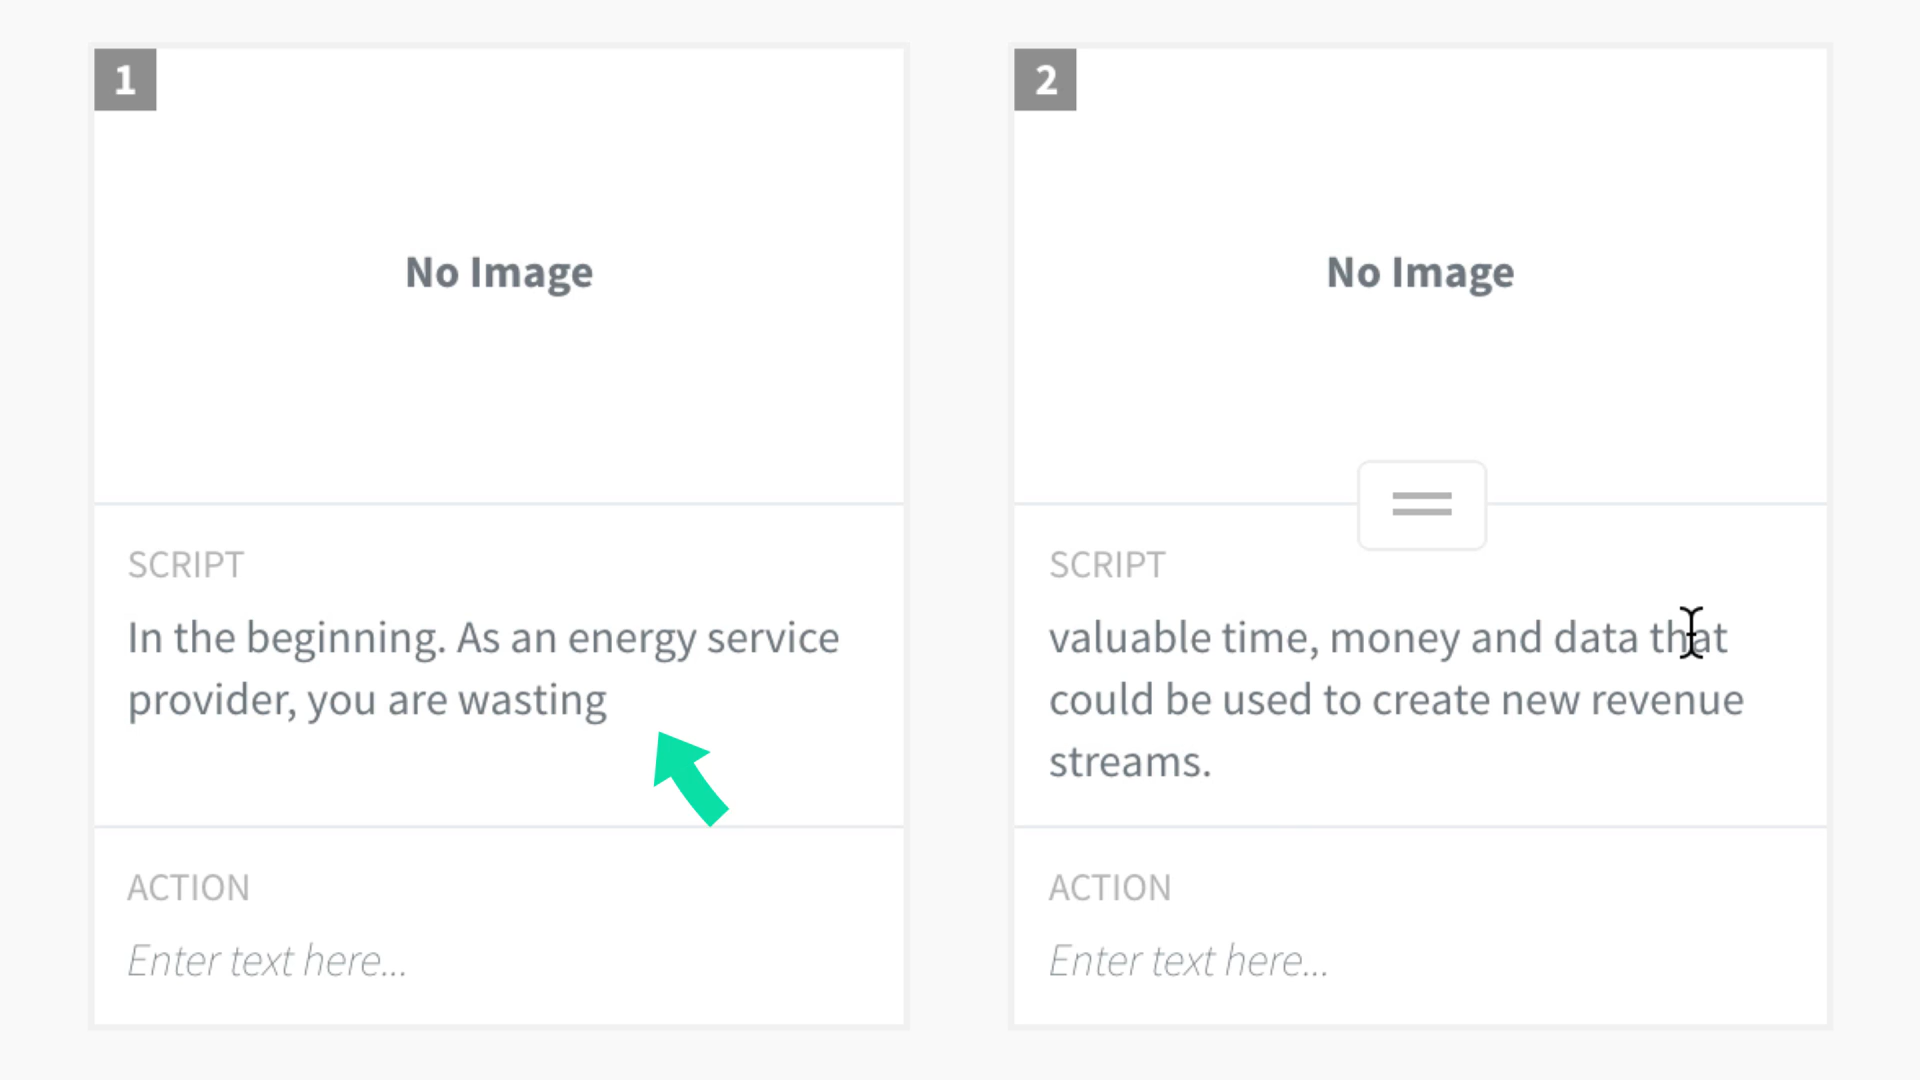 1
No Image
SCRIPT
In the beginning. As an energy service
provider, you are wasting
ACTION
Enter text here...
2
No Image
SCRIPT
valuable time, money and data that
could be used to create new revenue
streams.
ACTION
Enter text here...